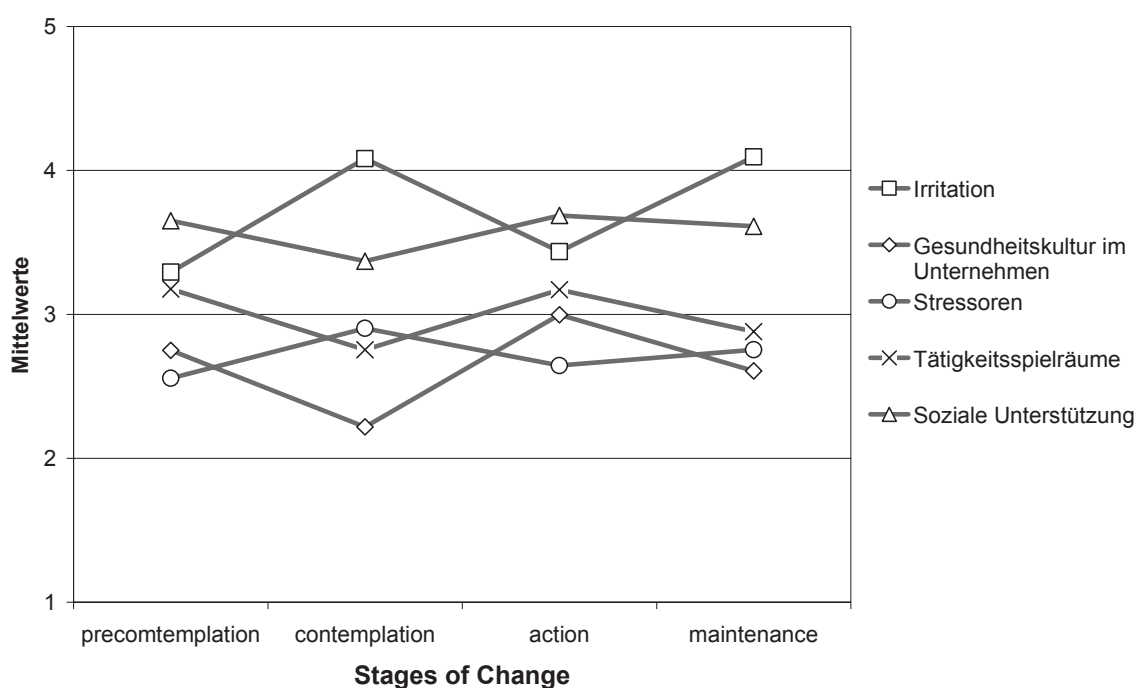 5
4
3
2
1
Mittelwerte
precomtemplation
contemplation
action
maintenance
Stages of Change
Irritation
Gesundheitskultur im
Unternehmen
Stressoren
Tätigkeitsspielräume
Soziale Unterstützung